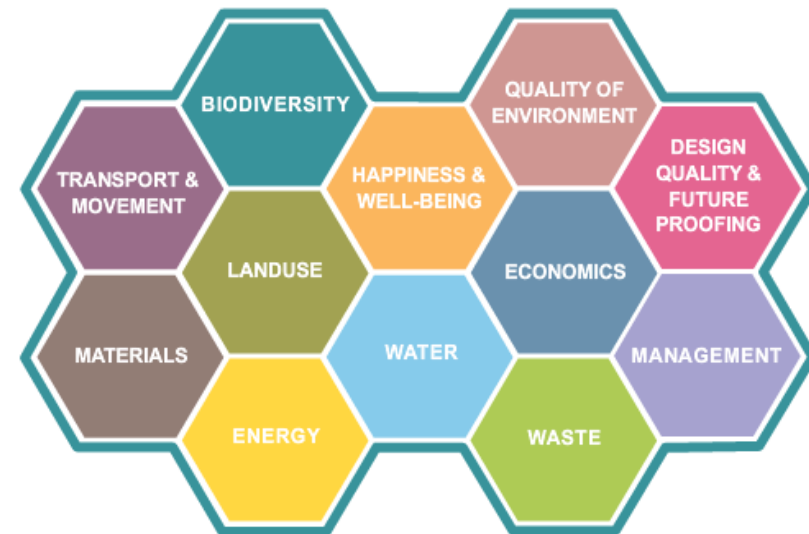 BIODIVERSITY
QUALITY OF
ENVIRONMENT
TRANSPORT &
MOVEMENT
HAPPINESS &
WELL-BEING
DESIGN
QUALITY &
FUTURE
PROOFING
LANDUSE
ECONOMICS
MATERIALS
WATER
MANAGEMENT
ENERGY
WASTE